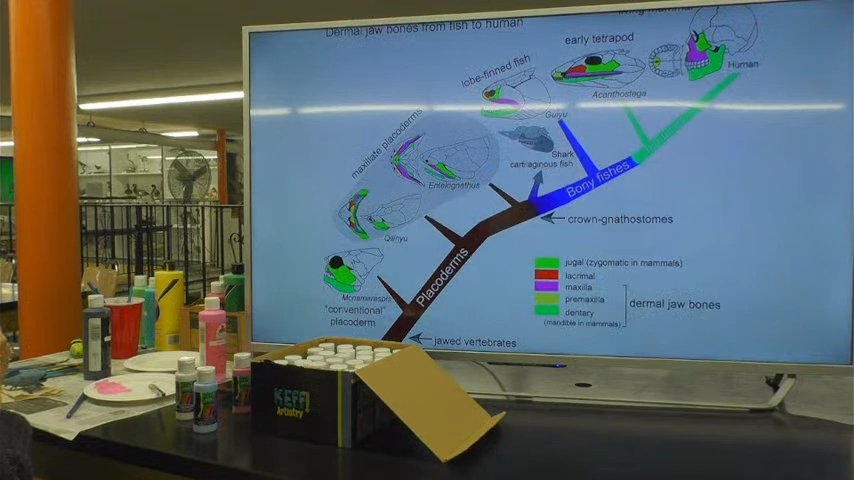 Dermal jaw bones from fish to human
early tetrapod
Human
lobe-finned fish
Acanthostega
Guiyu
maxillate placoderms
Shark
cartilaginous fish
Entelognathus
Bony fishes
crown-gnathostomes
Qilinyu
Placoderms
jugal (zygomatic in mammals)
lacrimal
maxilla
premaxilla
dentary
(mandible in mammals)
dermal jaw bones
Mcnamaraspis
"conventional"
placoderm
jawed vertebrates
KEFF!
Artistry